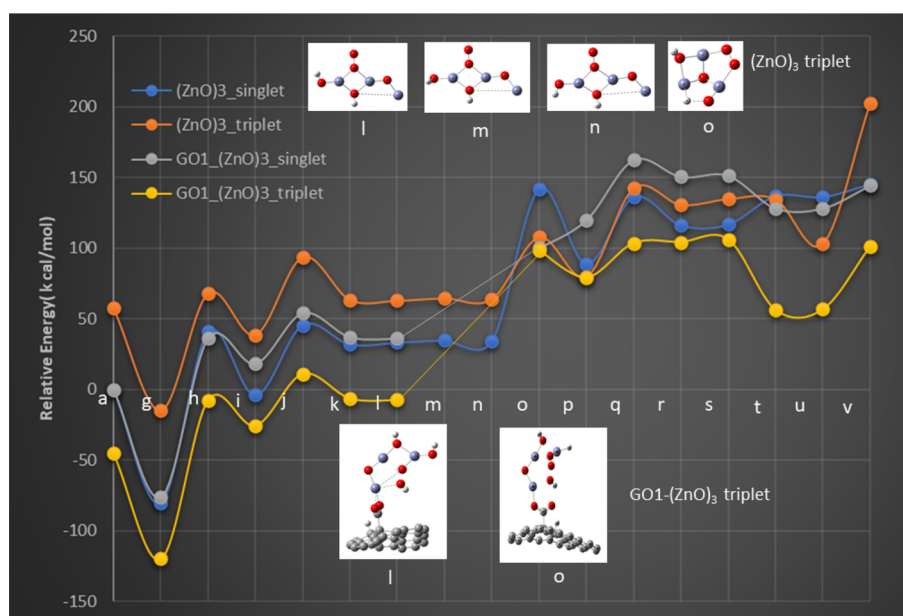 250
200
150
100
50
0
-50
-100
-150
Relative Energy( kcal/mol)
(ZnO)3_singlet
(ZnO)3_triplet
GO1_(ZnO)3_singlet
GO1_(ZnO)3_triplet
(ZnO)3 triplet
l m n o
a g h i j k l m n o p q r s t u v
GO1-(ZnO)3 triplet
l o